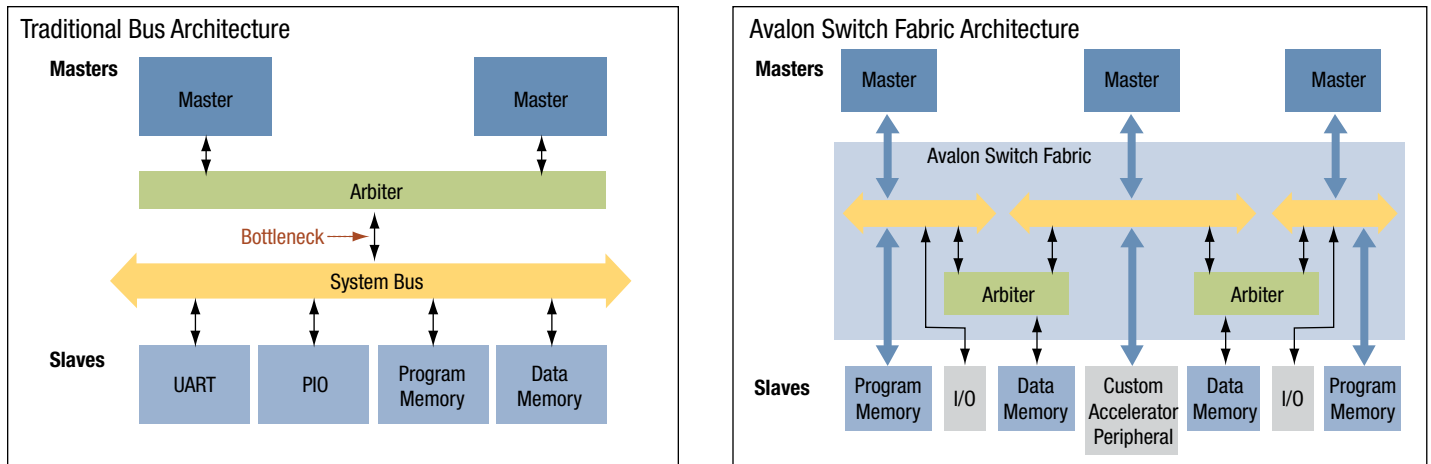 Traditional Bus Architecture
Masters
Master
Master
Arbiter
Bottleneck
System Bus
Slaves
UART
PIO
Program
Memory
Data
Memory
Avalon Switch Fabric Architecture
Masters
Master
Master
Master
Avalon Switch Fabric
Arbiter
Arbiter
Slaves
Program
Memory
I/O
Data
Memory
Custom
Accelerator
Peripheral
Data
Memory
I/O
Program
Memory